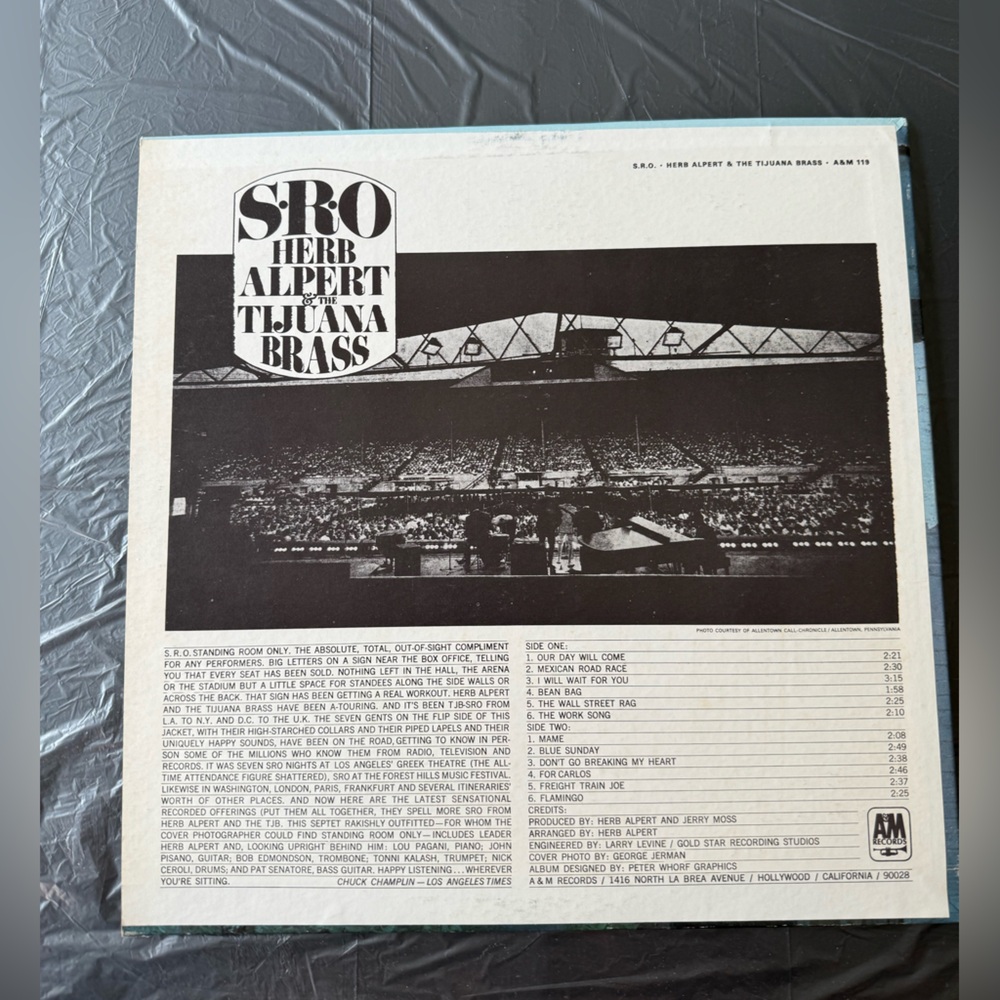 S.R.O. - HERB ALPERT & THE TIJUANA BRASS - A&M 119
S·R·O
HERB
ALPERT
& THE
TIJUANA
BRASS
PHOTO COURTESY OF ALLENTOWN CALL-CHRONICLE/ALLENTOWN, PENNSYLVANIA
S.R.O. STANDING ROOM ONLY. THE ABSOLUTE, TOTAL, OUT-OF-SIGHT COMPLIMENT
FOR ANY PERFORMERS. BIG LETTERS ON A SIGN NEAR THE BOX OFFICE, TELLING
YOU THAT EVERY SEAT HAS BEEN SOLD. NOTHING LEFT IN THE HALL, THE ARENA
OR THE STADIUM BUT A LITTLE SPACE FOR STANDEES ALONG THE SIDE WALLS OR
ACROSS THE BACK. THAT SIGN HAS BEEN GETTING A REAL WORKOUT. HERB ALPERT
AND THE TIJUANA BRASS HAVE BEEN A-TOURING. AND IT'S BEEN TJB-SRO FROM
L.A. TO N.Y. AND D.C. TO THE U.K. THE SEVEN GENTS ON THE FLIP SIDE OF THIS
JACKET, WITH THEIR HIGH-STARCHED COLLARS AND THEIR PIPED LAPELS AND THEIR
UNIQUELY HAPPY SOUNDS, HAVE BEEN ON THE ROAD, GETTING TO KNOW IN PER-
SON SOME OF THE MILLIONS WHO KNOW THEM FROM RADIO, TELEVISION AND
RECORDS. IT WAS SEVEN SRO NIGHTS AT LOS ANGELES' GREEK THEATRE (THE ALL-
TIME ATTENDANCE FIGURE SHATTERED), SRO AT THE FOREST HILLS MUSIC FESTIVAL.
LIKEWISE IN WASHINGTON, LONDON, PARIS, FRANKFURT AND SEVERAL ITINERARIES'
WORTH OF OTHER PLACES. AND NOW HERE ARE THE LATEST SENSATIONAL
RECORDED OFFERINGS (PUT THEM ALL TOGETHER, THEY SPELL MORE SRO FROM
HERB ALPERT AND THE TJB. THIS SEPTET RAKISHLY OUTFITTED—FOR WHOM THE
COVER PHOTOGRAPHER COULD FIND STANDING ROOM ONLY—INCLUDES LEADER
HERB ALPERT AND, LOOKING UPRIGHT BEHIND HIM: LOU PAGANI, PIANO; JOHN
PISANO, GUITAR; BOB EDMONDSON, TROMBONE; TONNI KALASH, TRUMPET; NICK
CEROLI, DRUMS; AND PAT SENATORE, BASS GUITAR. HAPPY LISTENING...WHEREVER
YOU'RE SITTING. CHUCK CHAMPLIN — LOS ANGELES TIMES
SIDE ONE:
1. OUR DAY WILL COME 2:21
2. MEXICAN ROAD RACE 2:30
3. I WILL WAIT FOR YOU 3:15
4. BEAN BAG 1:58
5. THE WALL STREET RAG 2:25
6. THE WORK SONG 2:10
SIDE TWO:
1. MAME 2:08
2. BLUE SUNDAY 2:49
3. DON'T GO BREAKING MY HEART 2:38
4. FOR CARLOS 2:46
5. FREIGHT TRAIN JOE 2:37
6. FLAMINGO 2:25
CREDITS:
PRODUCED BY: HERB ALPERT AND JERRY MOSS
ARRANGED BY: HERB ALPERT
ENGINEERED BY: LARRY LEVINE / GOLD STAR RECORDING STUDIOS
COVER PHOTO BY: GEORGE JERMAN
ALBUM DESIGNED BY: PETER WHORF GRAPHICS
A & M RECORDS / 1416 NORTH LA BREA AVENUE / HOLLYWOOD / CALIFORNIA / 90028
A&M
RECORDS